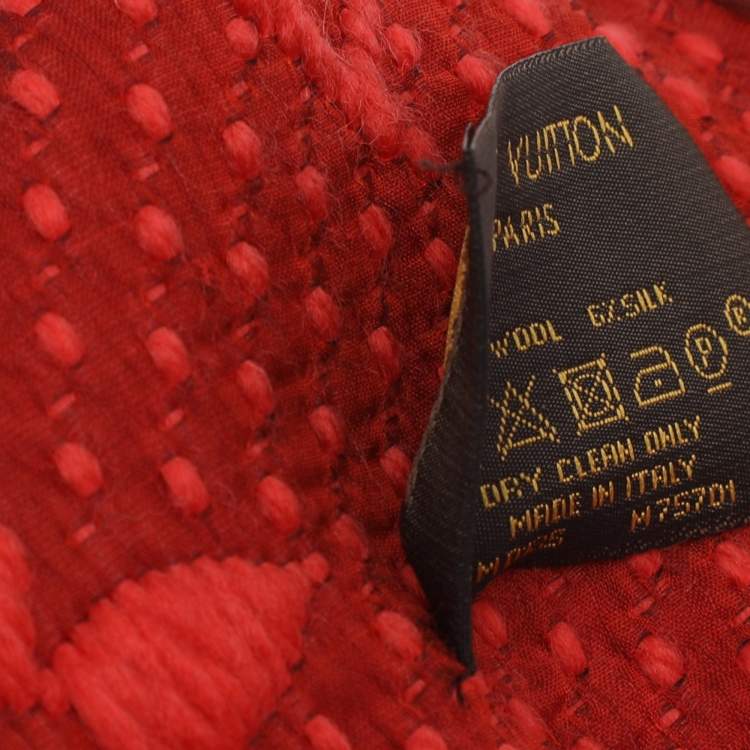 VUITTON
PARIS
WOOL 6%SILK
P
DRY CLEAN ONLY
MADE IN ITALY
M75701